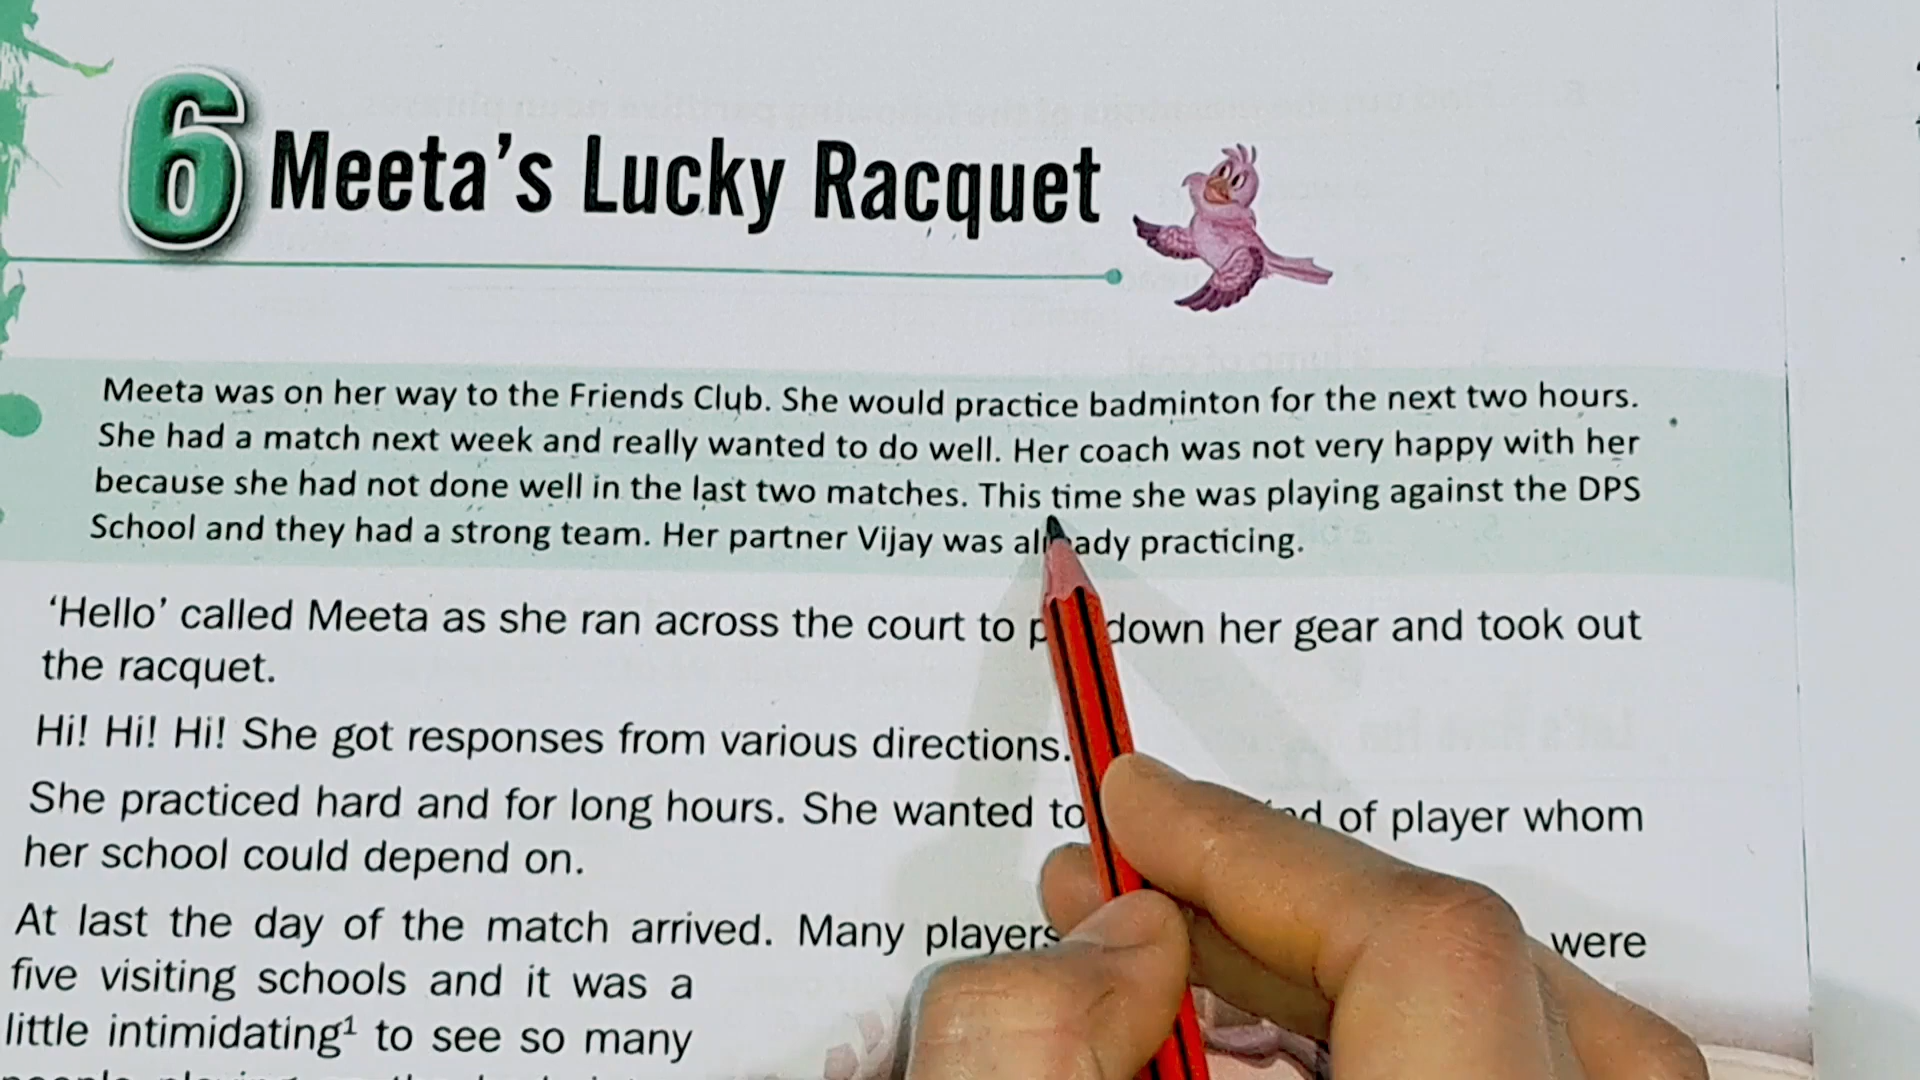 6 Meeta's Lucky Racquet
Meeta was on her way to the Friends Club. She would practice badminton for the next two hours.
She had a match next week and really wanted to do well. Her coach was not very happy with her
because she had not done well in the last two matches. This time she was playing against the DPS
School and they had a strong team. Her partner Vijay was already practicing.
‘Hello’ called Meeta as she ran across the court to down her gear and took out
the racquet.
Hi! Hi! Hi! She got responses from various directions.
She practiced hard and for long hours. She wanted to of player whom
her school could depend on.
At last the day of the match arrived. Many players were
five visiting schools and it was a
little intimidating¹ to see so many